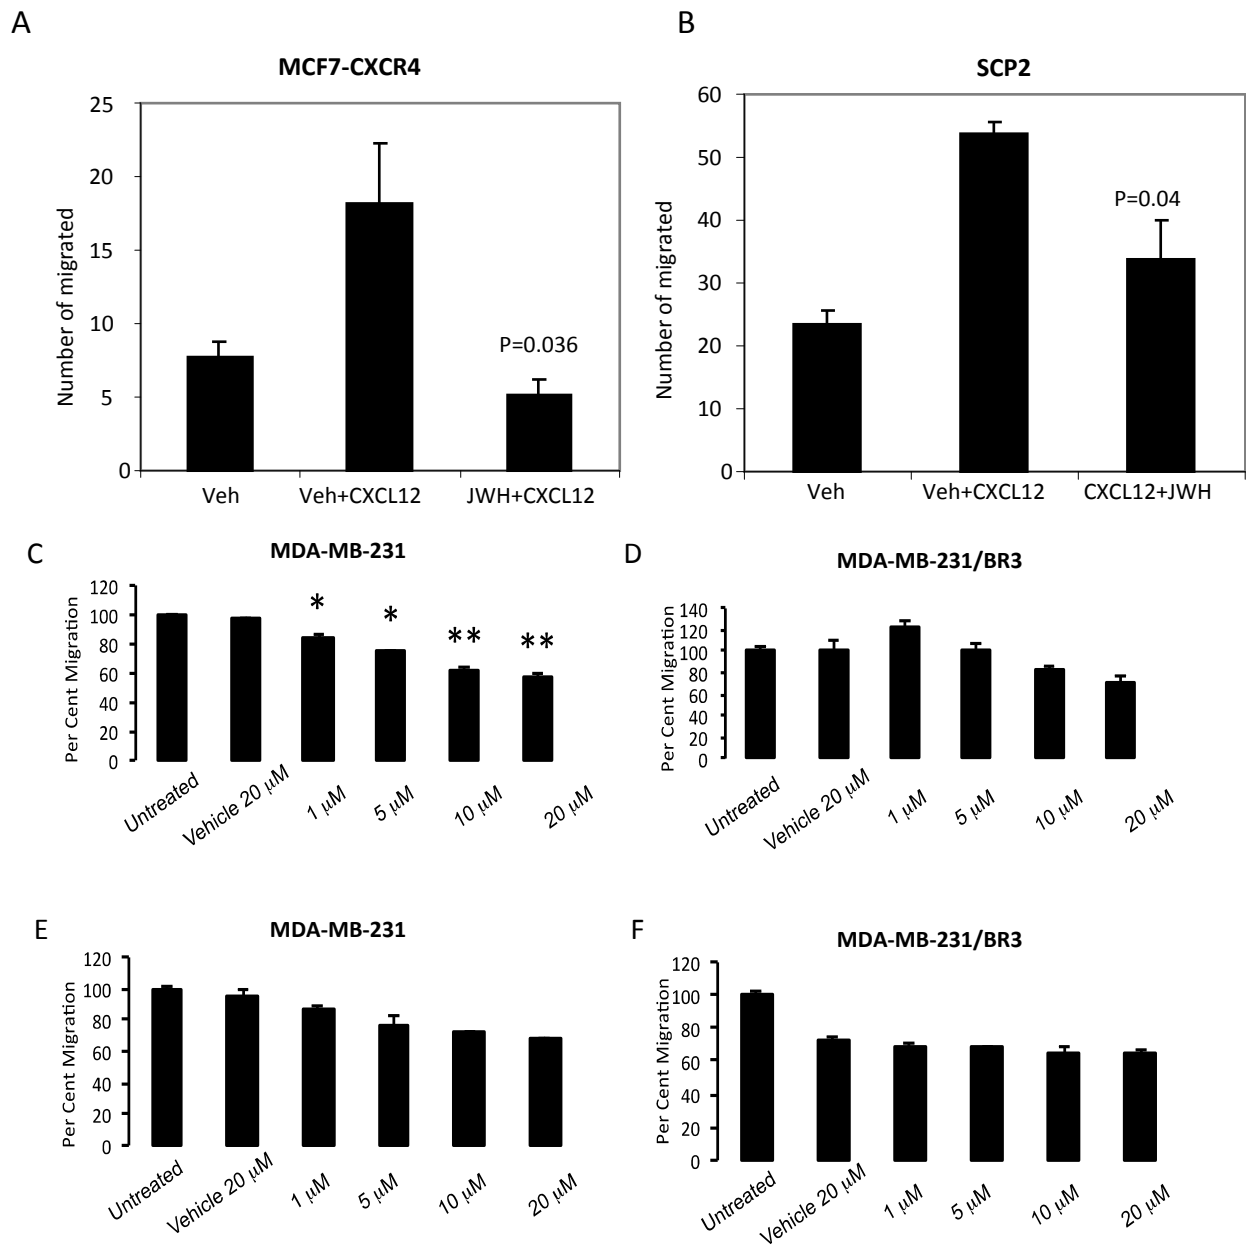 A
MCF7-CXCR4
Number of migrated
25
20
15
10
5
0
P=0.036
Veh Veh+CXCL12 JWH+CXCL12
B
SCP2
Number of migrated
60
50
40
30
20
10
0
P=0.04
Veh Veh+CXCL12 CXCL12+JWH
C
MDA-MB-231
Per Cent Migration
120
100
80
60
40
20
0
* * ** **
Untreated Vehicle 20 μM 1 μM 5 μM 10 μM 20 μM
D
MDA-MB-231/BR3
Per Cent Migration
140
120
100
80
60
40
20
0
Untreated Vehicle 20 μM 1 μM 5 μM 10 μM 20 μM
E
MDA-MB-231
Per Cent Migration
120
100
80
60
40
20
0
Untreated Vehicle 20 μM 1 μM 5 μM 10 μM 20 μM
F
MDA-MB-231/BR3
Per Cent Migration
120
100
80
60
40
20
0
Untreated Vehicle 20 μM 1 μM 5 μM 10 μM 20 μM